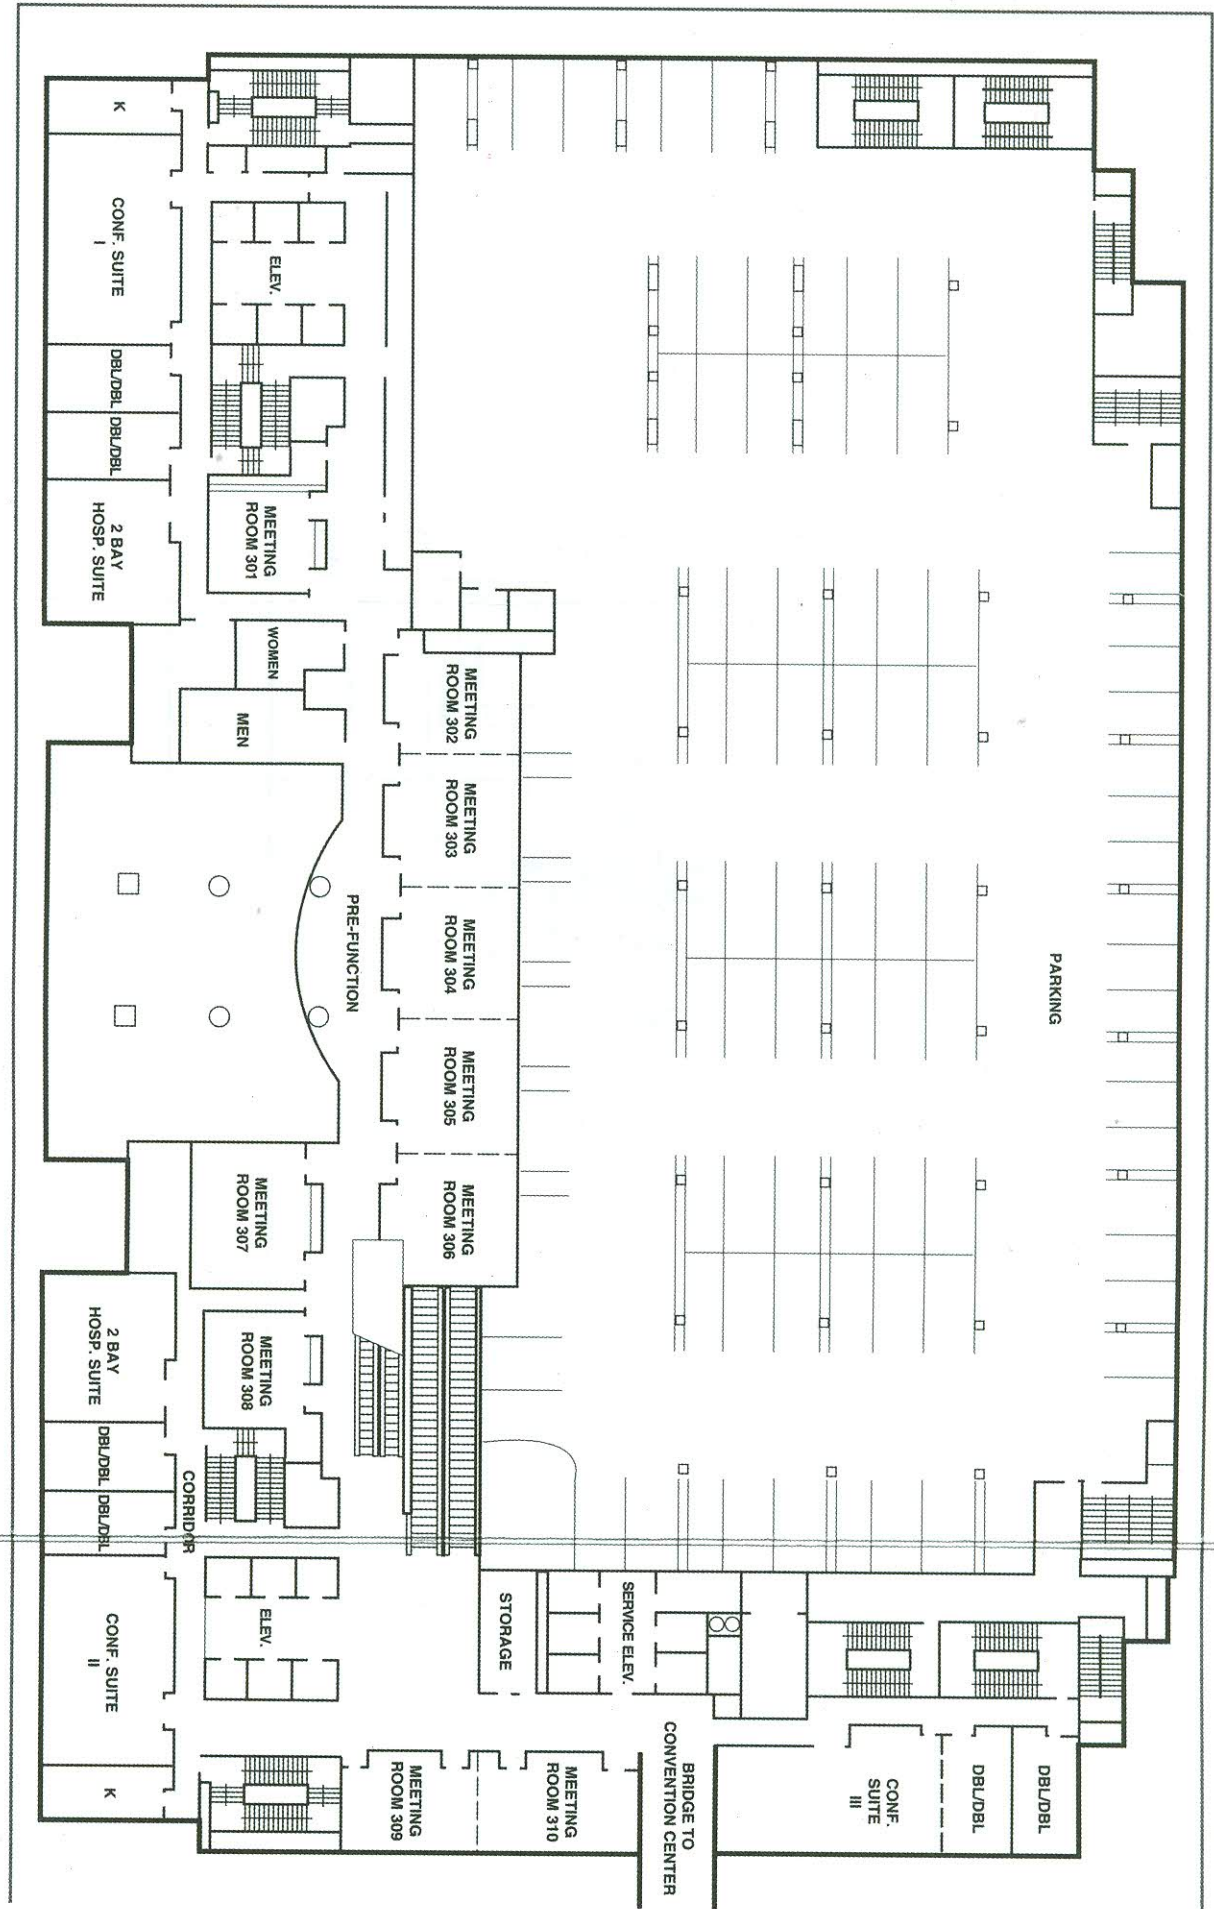 PARKING
DBL/DBL
DBL/DBL
CONF.
SUITE
III
BRIDGE TO
CONVENTION CENTER
SERVICE ELEV.
STORAGE
MEETING
ROOM 310
MEETING
ROOM 302
MEETING
ROOM 303
MEETING
ROOM 304
MEETING
ROOM 305
MEETING
ROOM 306
MEETING
ROOM 309
PRE-FUNCTION
ELEV.
MEETING
ROOM 301
WOMEN
MEN
MEETING
ROOM 307
MEETING
ROOM 308
ELEV.
CORRIDOR
K
CONF. SUITE
I
DBL/DBL
DBL/DBL
2 BAY
HOSP. SUITE
2 BAY
HOSP. SUITE
DBL/DBL
DBL/DBL
CONF. SUITE
II
K